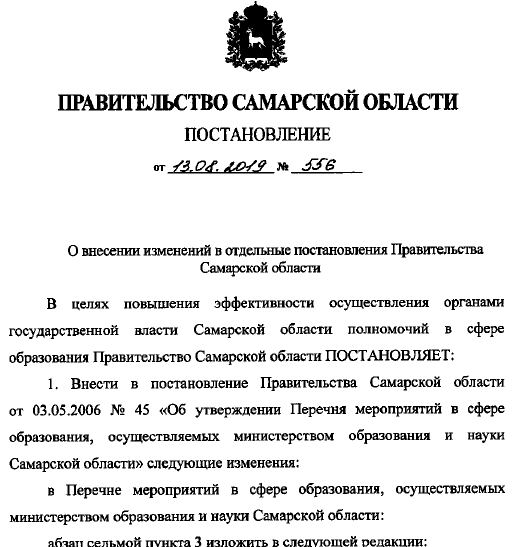 ПРАВИТЕЛЬСТВО САМАРСКОЙ ОБЛАСТИ
ПОСТАНОВЛЕНИЕ
от 13.08.2019 № 556
О внесении изменений в отдельные постановления Правительства
Самарской области
В целях повышения эффективности осуществления органами
государственной власти Самарской области полномочий в сфере
образования Правительство Самарской области ПОСТАНОВЛЯЕТ:
1. Внести в постановление Правительства Самарской области
от 03.05.2006 № 45 «Об утверждении Перечня мероприятий в сфере
образования, осуществляемых министерством образования и науки
Самарской области» следующие изменения:
в Перечне мероприятий в сфере образования, осуществляемых
министерством образования и науки Самарской области:
абзац седьмой пункта 3 изложить в следующей редакции: